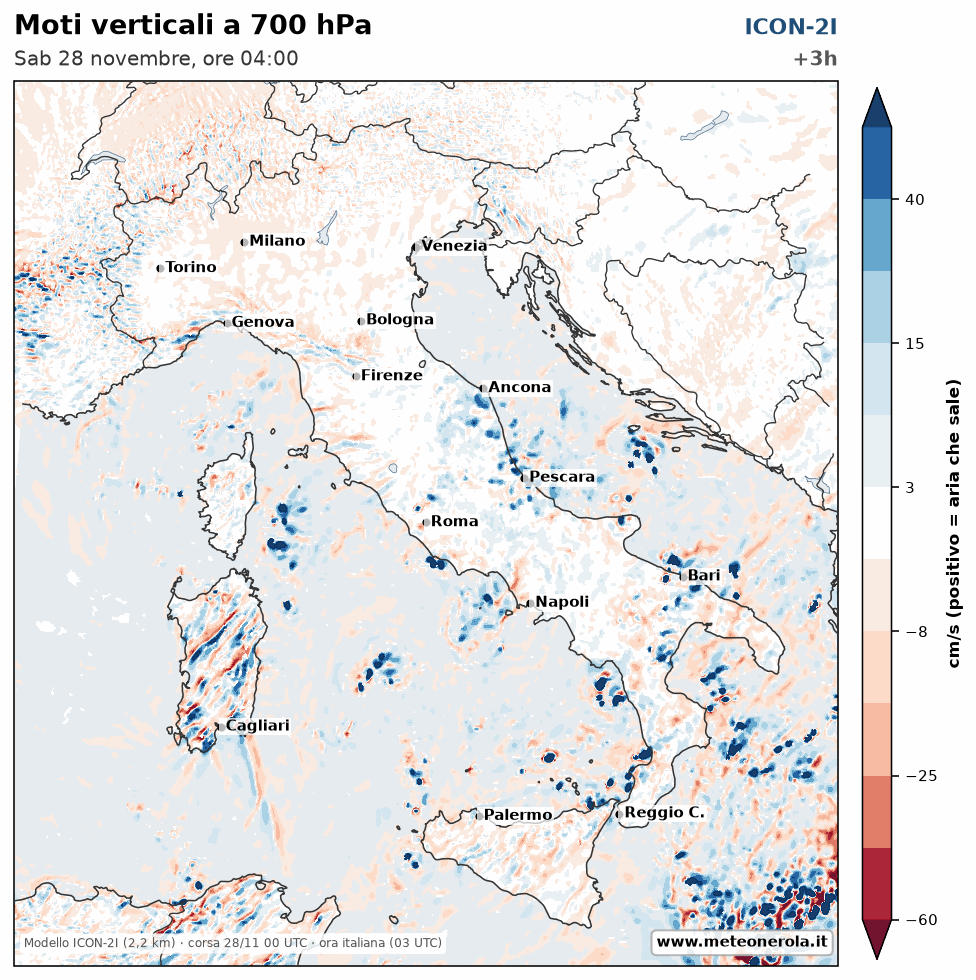 Moti verticali a 700 hPa
ICON-2I
Sab 28 novembre, ore 04:00
+3h
Milano
Venezia
Torino
Genova
Bologna
Firenze
Ancona
Pescara
Roma
Bari
Napoli
Cagliari
Palermo
Reggio C.
40
15
3
−8
−25
−60
cm/s (positivo = aria che sale)
Modello ICON-2I (2,2 km) · corsa 28/11 00 UTC · ora italiana (03 UTC)
www.meteonerola.it